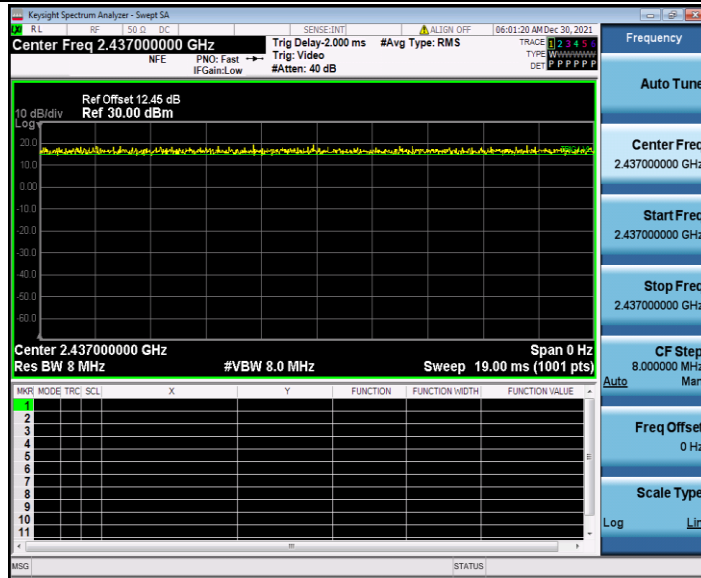 Keysight Spectrum Analyzer - Swept SA
RL RF 50 Ω DC SENSE:INT ALIGN OFF 06:01:20 AM Dec 30, 2021
Center Freq 2.437000000 GHz
NFE
PNO: Fast
IFGain:Low
Trig Delay-2.000 ms
Trig: Video
#Atten: 40 dB
#Avg Type: RMS
TRACE 1 2 3 4 5 6
TYPE WWWWWW
DET P P P P P P
Ref Offset 12.45 dB
10 dB/div Ref 30.00 dBm
Log
20.0
10.0
0.00
-10.0
-20.0
-30.0
-40.0
-50.0
-60.0
Center 2.437000000 GHz Span 0 Hz
Res BW 8 MHz #VBW 8.0 MHz Sweep 19.00 ms (1001 pts)
MKR MODE TRC SCL X Y FUNCTION FUNCTION WIDTH FUNCTION VALUE
1
2
3
4
5
6
7
8
9
10
11
MSG STATUS
Frequency
Auto Tune
Center Freq
2.437000000 GHz
Start Freq
2.437000000 GHz
Stop Freq
2.437000000 GHz
CF Step
8.000000 MHz
Auto Man
Freq Offset
0 Hz
Scale Type
Log Lin